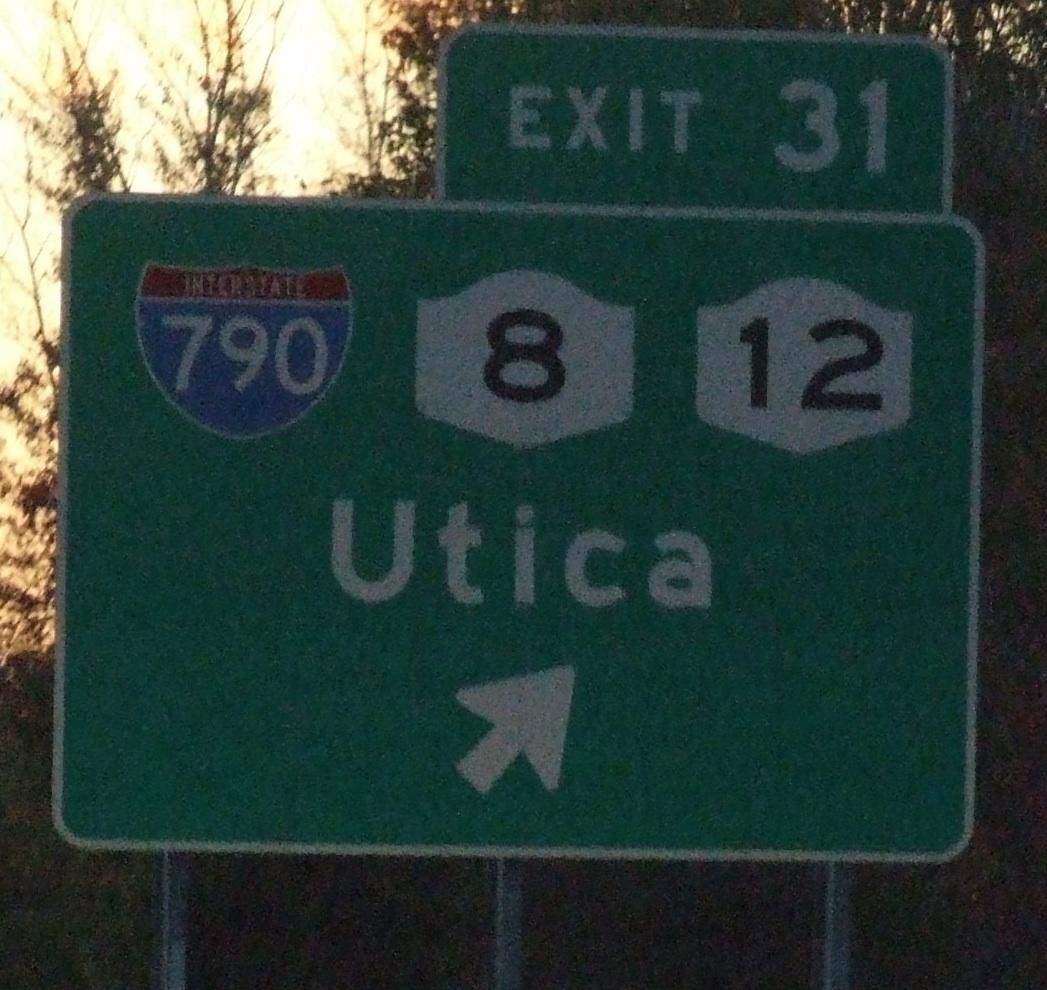 EXIT 31
INTERSTATE
790 8 12
Utica